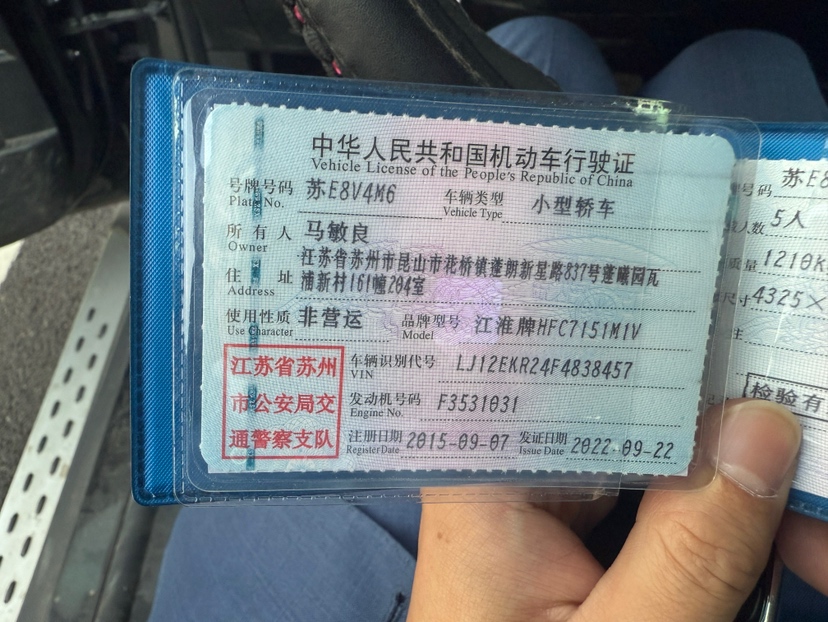 中华人民共和国机动车行驶证
Vehicle License of the People's Republic of China
号牌号码 苏E8V4M6 车辆类型 小型轿车
Plate No. Vehicle Type
所有人 马敏良
Owner
住址 江苏省苏州市昆山市花桥镇蓬朗新星路837号蓬曦园瓦
Address 浦新村161幢204室
使用性质 非营运 品牌型号 江淮牌HFC7151M1V
Use Character Model
江苏省苏州 车辆识别代号 LJ12EKR24F4838457
VIN
市公安局交 发动机号码 F3531031
Engine No.
通警察支队 注册日期 2015-09-07 发证日期 2022-09-22
Register Date Issue Date
号码 苏E8
人数 5人
质量 1210K
尺寸 4325×
检验有